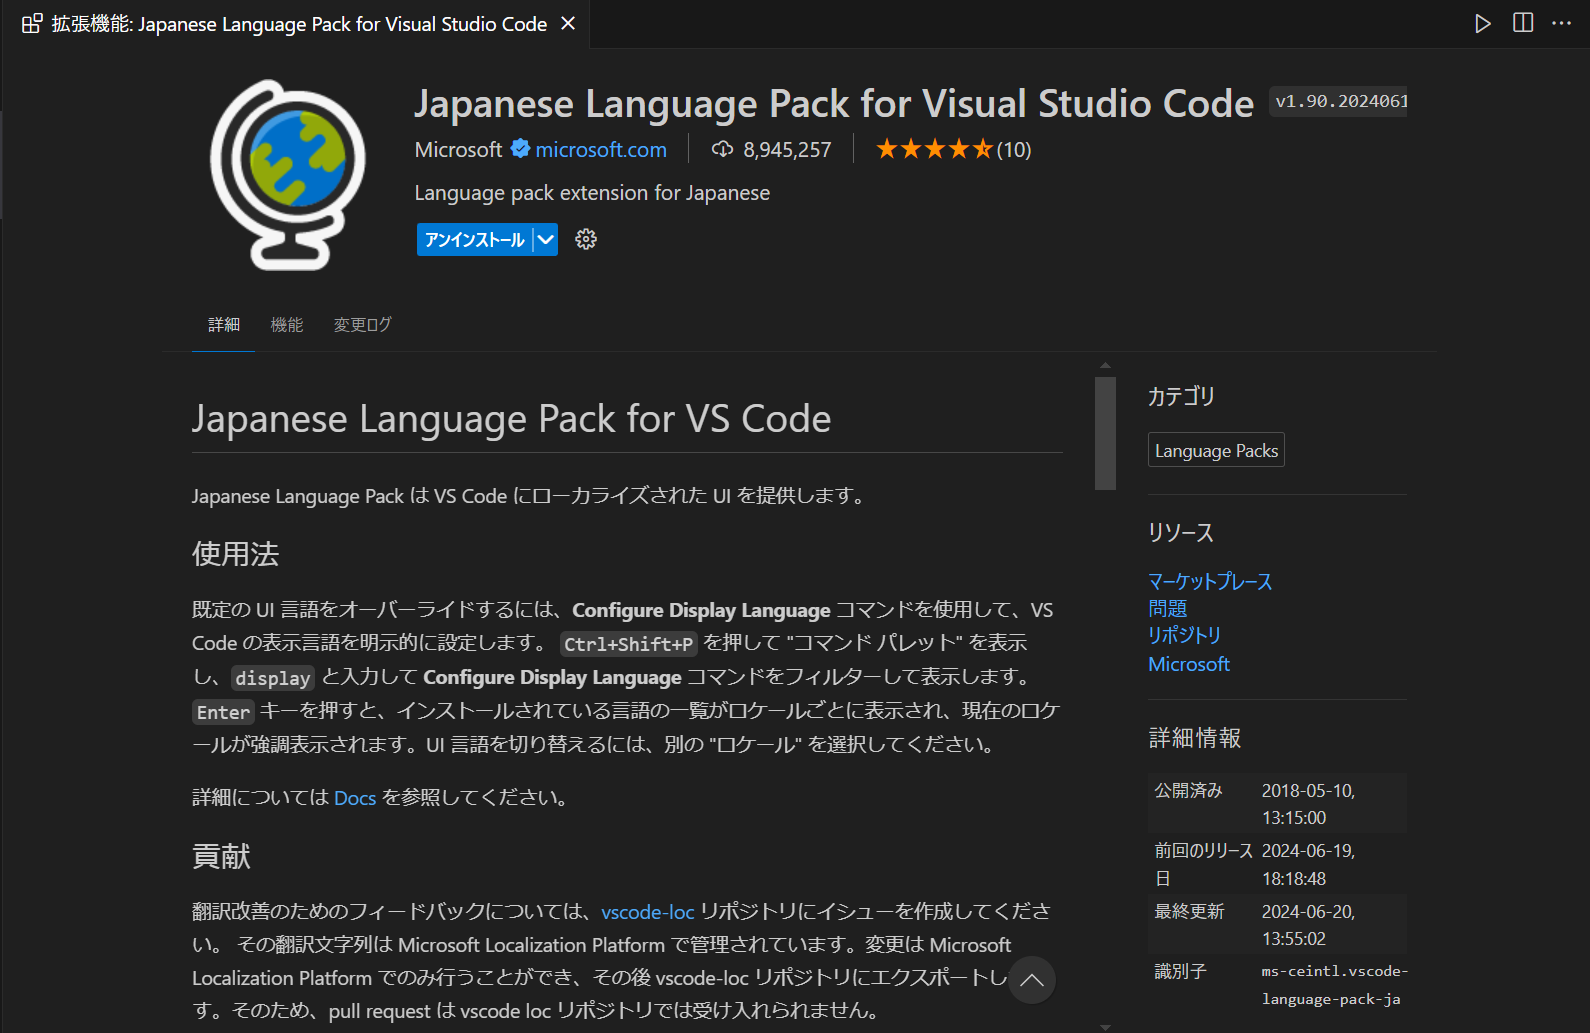 拡張機能: Japanese Language Pack for Visual Studio Code
Japanese Language Pack for Visual Studio Code
v1.90.2024061
Microsoft microsoft.com 8,945,257 (10)
Language pack extension for Japanese
アンインストール
詳細 機能 変更ログ
Japanese Language Pack for VS Code
Japanese Language Pack は VS Code にローカライズされた UI を提供します。
使用法
既定の UI 言語をオーバーライドするには、Configure Display Language コマンドを使用して、VS
Code の表示言語を明示的に設定します。 Ctrl+Shift+P を押して "コマンド パレット" を表示
し、display と入力して Configure Display Language コマンドをフィルターして表示します。
Enter キーを押すと、インストールされている言語の一覧がロケールごとに表示され、現在のロケ
ールが強調表示されます。UI 言語を切り替えるには、別の "ロケール" を選択してください。
詳細については Docs を参照してください。
貢献
翻訳改善のためのフィードバックについては、vscode-loc リポジトリにイシューを作成してくださ
い。 その翻訳文字列は Microsoft Localization Platform で管理されています。変更は Microsoft
Localization Platform でのみ行うことができ、その後 vscode-loc リポジトリにエクスポートし
す。そのため、pull request は vscode loc リポジトリでは受け入れられません。
カテゴリ
Language Packs
リソース
マーケットプレース
問題
リポジトリ
Microsoft
詳細情報
公開済み 2018-05-10,
13:15:00
前回のリリース 2024-06-19,
日 18:18:48
最終更新 2024-06-20,
13:55:02
識別子 ms-ceintl.vscode-
language-pack-ja